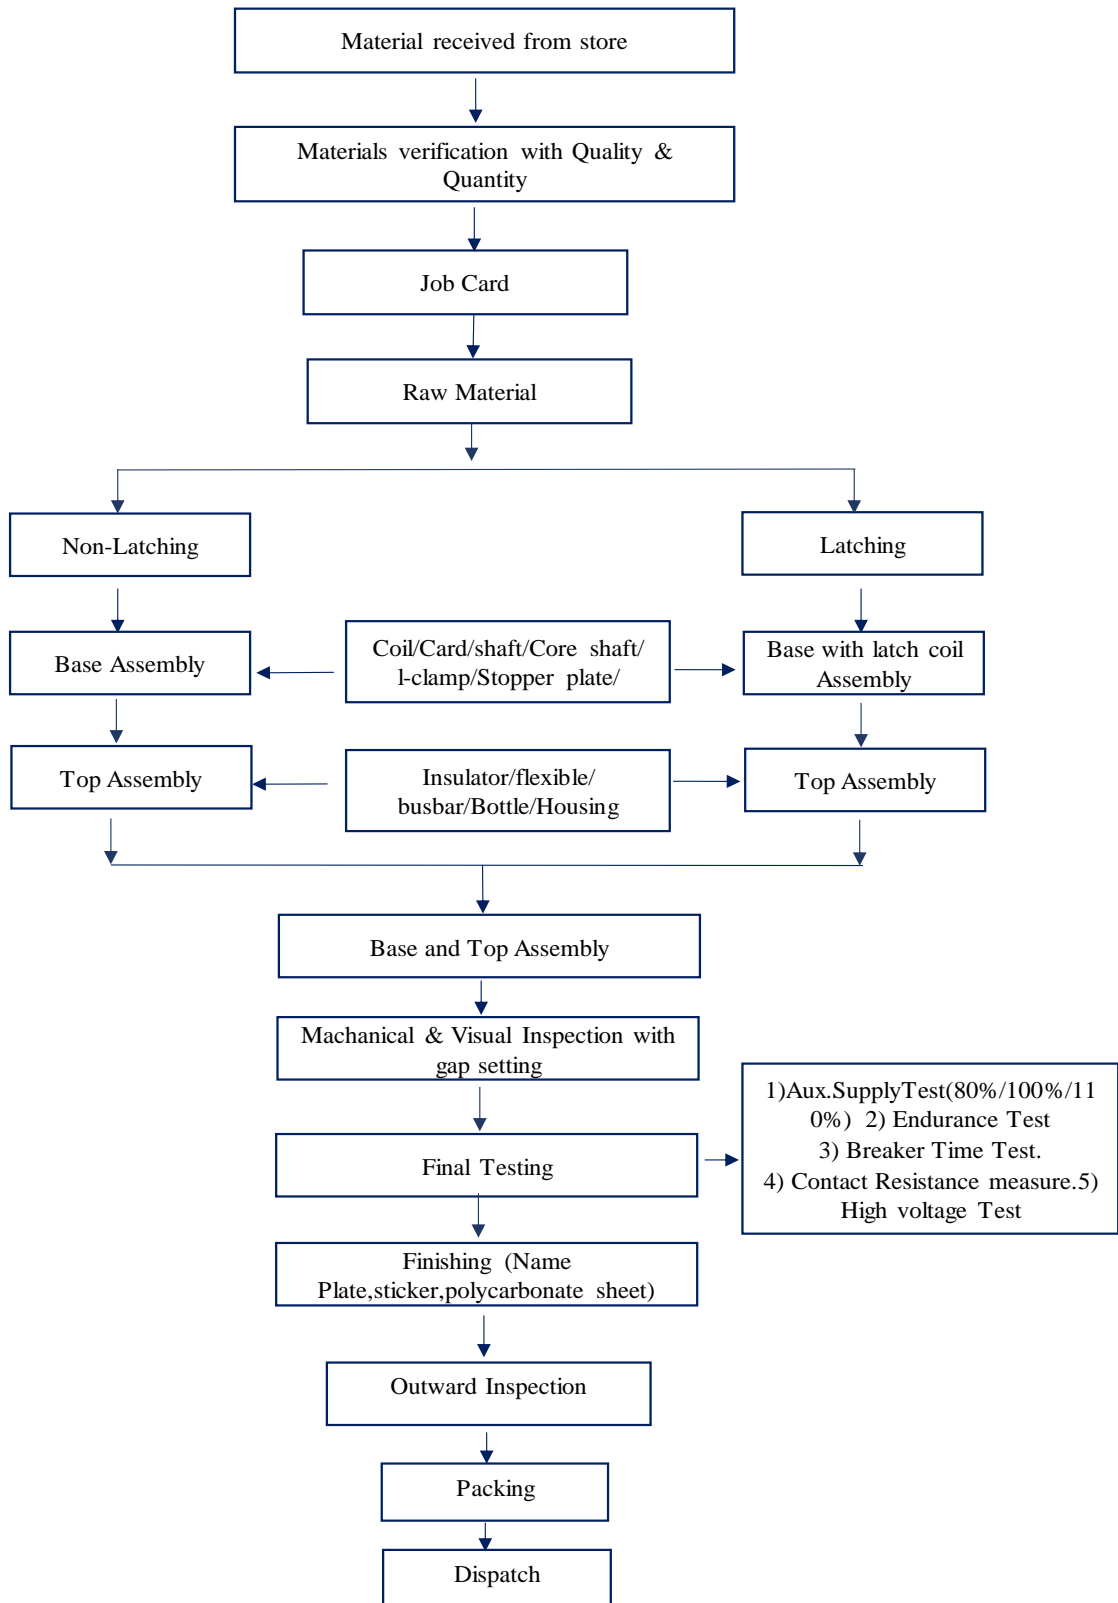 Material received from store
Materials verification with Quality &
Quantity
Job Card
Raw Material
Non-Latching
Latching
Base Assembly
Coil/Card/shaft/Core shaft/
l-clamp/Stopper plate/
Base with latch coil
Assembly
Top Assembly
Insulator/flexible/
busbar/Bottle/Housing
Top Assembly
Base and Top Assembly
Machanical & Visual Inspection with
gap setting
1)Aux.SupplyTest(80%/100%/11
0%) 2) Endurance Test
3) Breaker Time Test.
4) Contact Resistance measure.5)
High voltage Test
Final Testing
Finishing (Name
Plate,sticker,polycarbonate sheet)
Outward Inspection
Packing
Dispatch